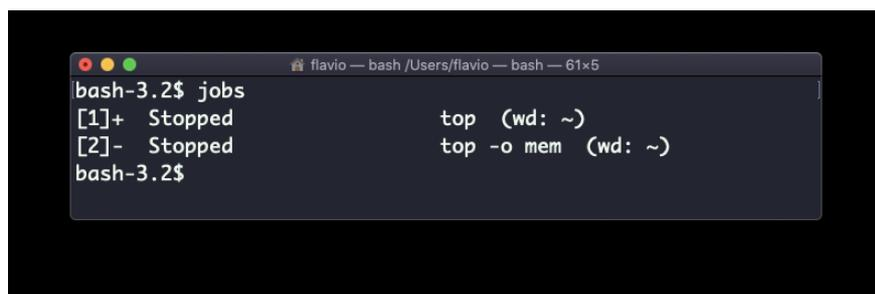 flavio — bash /Users/flavio — bash — 61×5
bash-3.2$ jobs
[1]+  Stopped                 top  (wd: ~)
[2]-  Stopped                 top -o mem  (wd: ~)
bash-3.2$